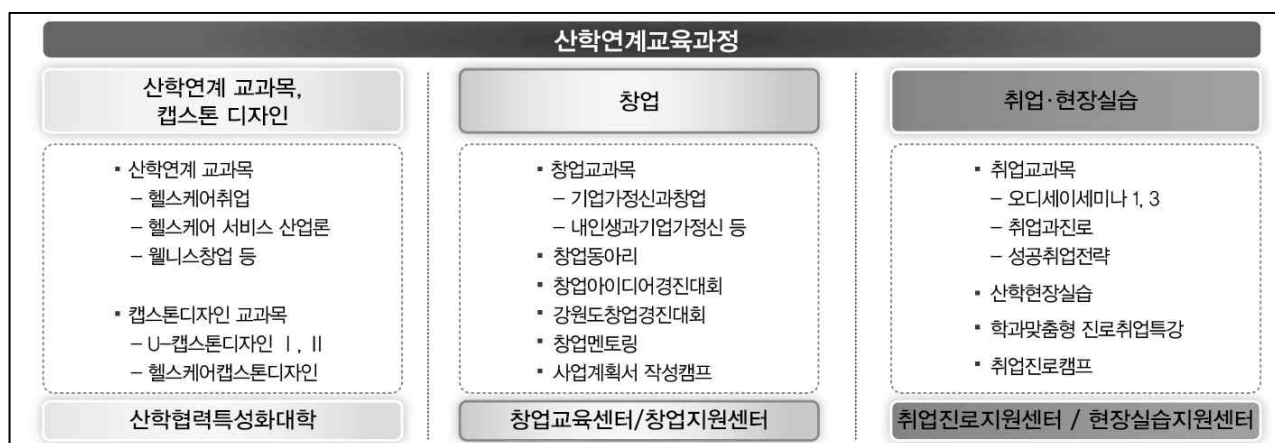 산학연계교육과정
산학연계 교과목,
캡스톤 디자인
▪ 산학연계 교과목
– 헬스케어취업
– 헬스케어 서비스 산업론
– 웰니스창업 등
▪ 캡스톤디자인 교과목
– U-캡스톤디자인 Ⅰ, Ⅱ
– 헬스케어캡스톤디자인
산학협력특성화대학
창업
▪ 창업교과목
– 기업가정신과창업
– 내인생과기업가정신 등
▪ 창업동아리
▪ 창업아이디어경진대회
▪ 강원도창업경진대회
▪ 창업멘토링
▪ 사업계획서 작성캠프
창업교육센터/창업지원센터
취업·현장실습
▪ 취업교과목
– 오디세이세미나 1, 3
– 취업과진로
– 성공취업전략
▪ 산학현장실습
▪ 학과맞춤형 진로취업특강
▪ 취업진로캠프
취업진로지원센터 / 현장실습지원센터